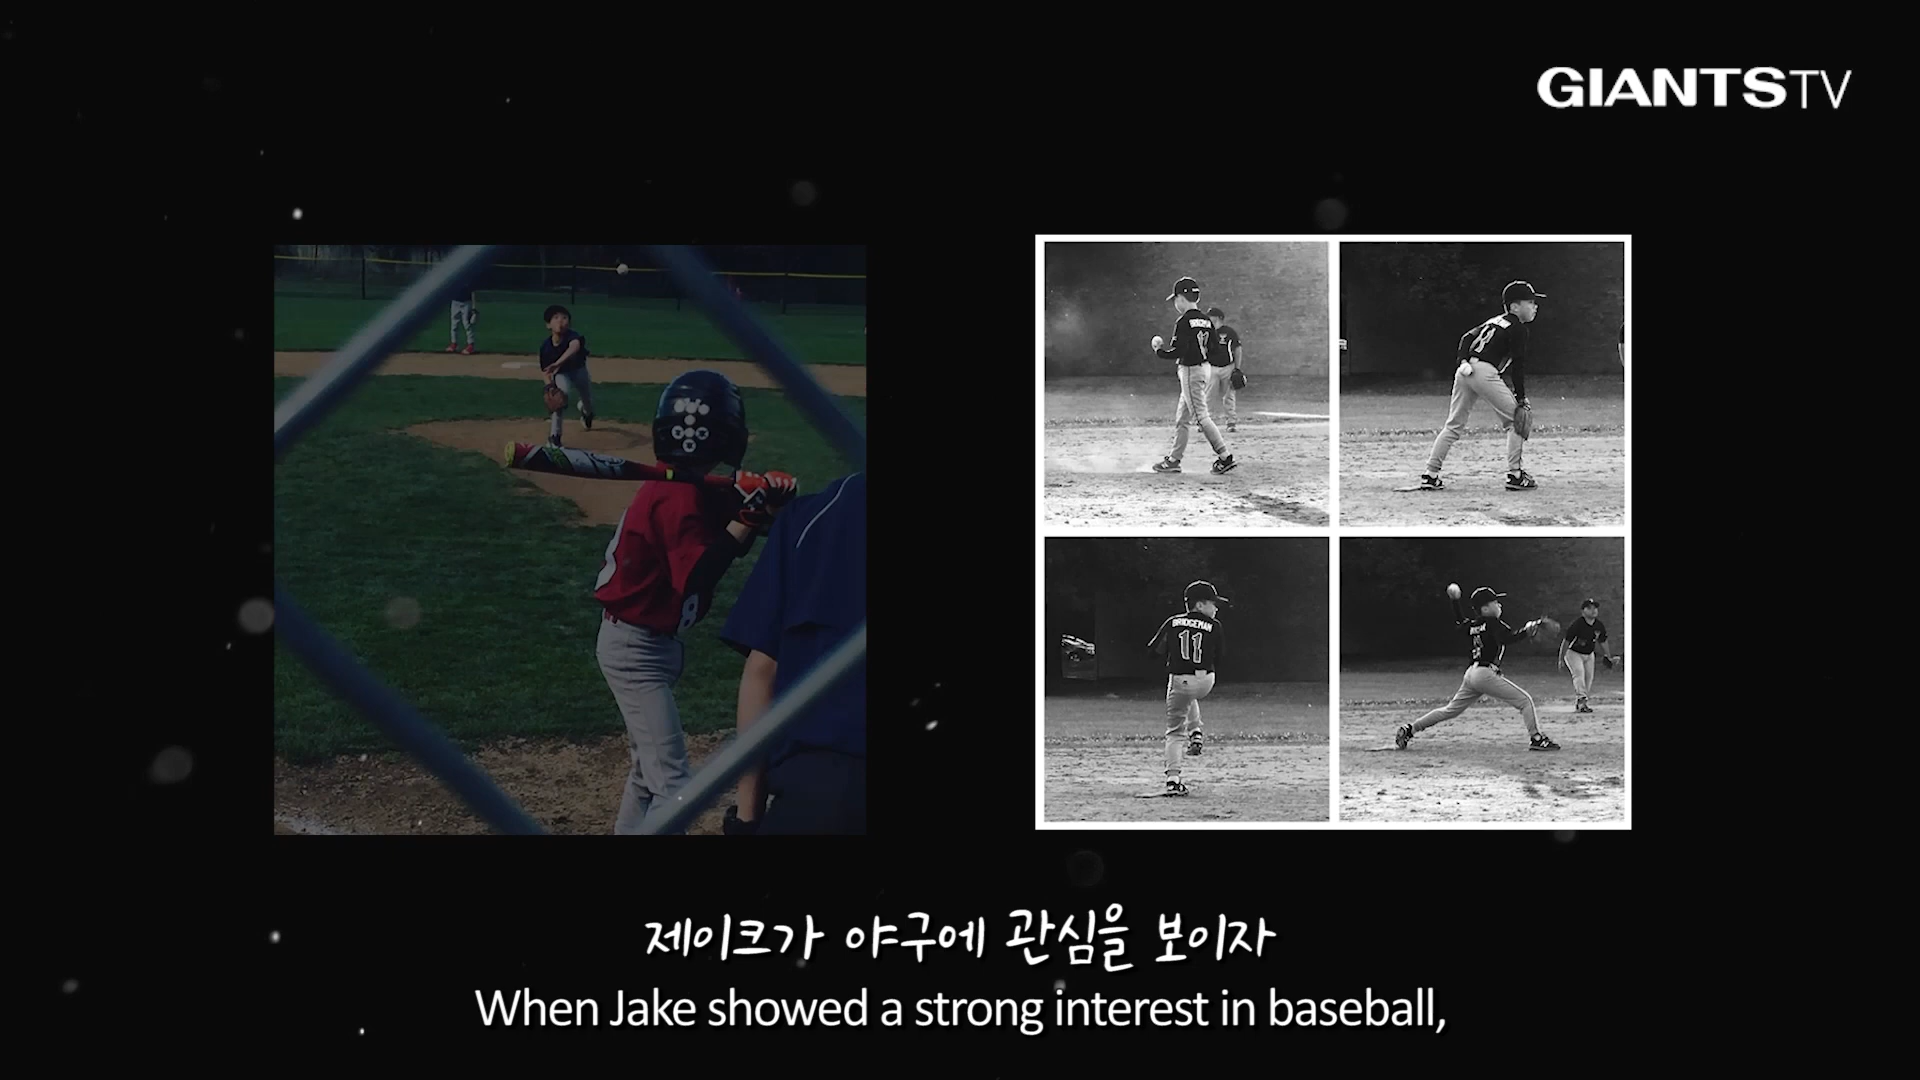 GIANTSTV
BRIDGEMAN
11
8
제이크가 야구에 관심을 보이자
When Jake showed a strong interest in baseball,